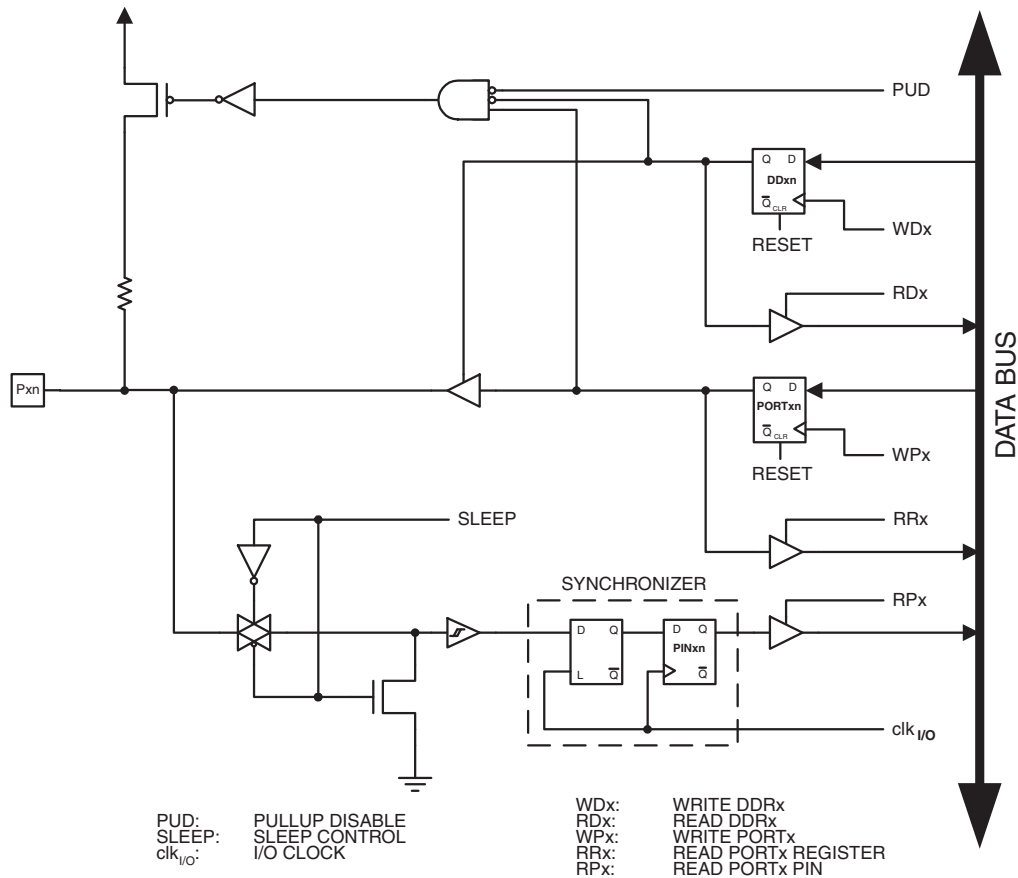 PUD
Q D
DDxn
Q CLR
WDx
RESET
RDx
Pxn
Q D
PORTxn
Q CLR
WPx
RESET
DATA BUS
SLEEP
RRx
SYNCHRONIZER
RPx
D Q
L Q
D Q
PINxn
Q
clk I/O
PUD: PULLUP DISABLE
SLEEP: SLEEP CONTROL
clkI/O: I/O CLOCK
WDx: WRITE DDRx
RDx: READ DDRx
WPx: WRITE PORTx
RRx: READ PORTx REGISTER
RPx: READ PORTx PIN